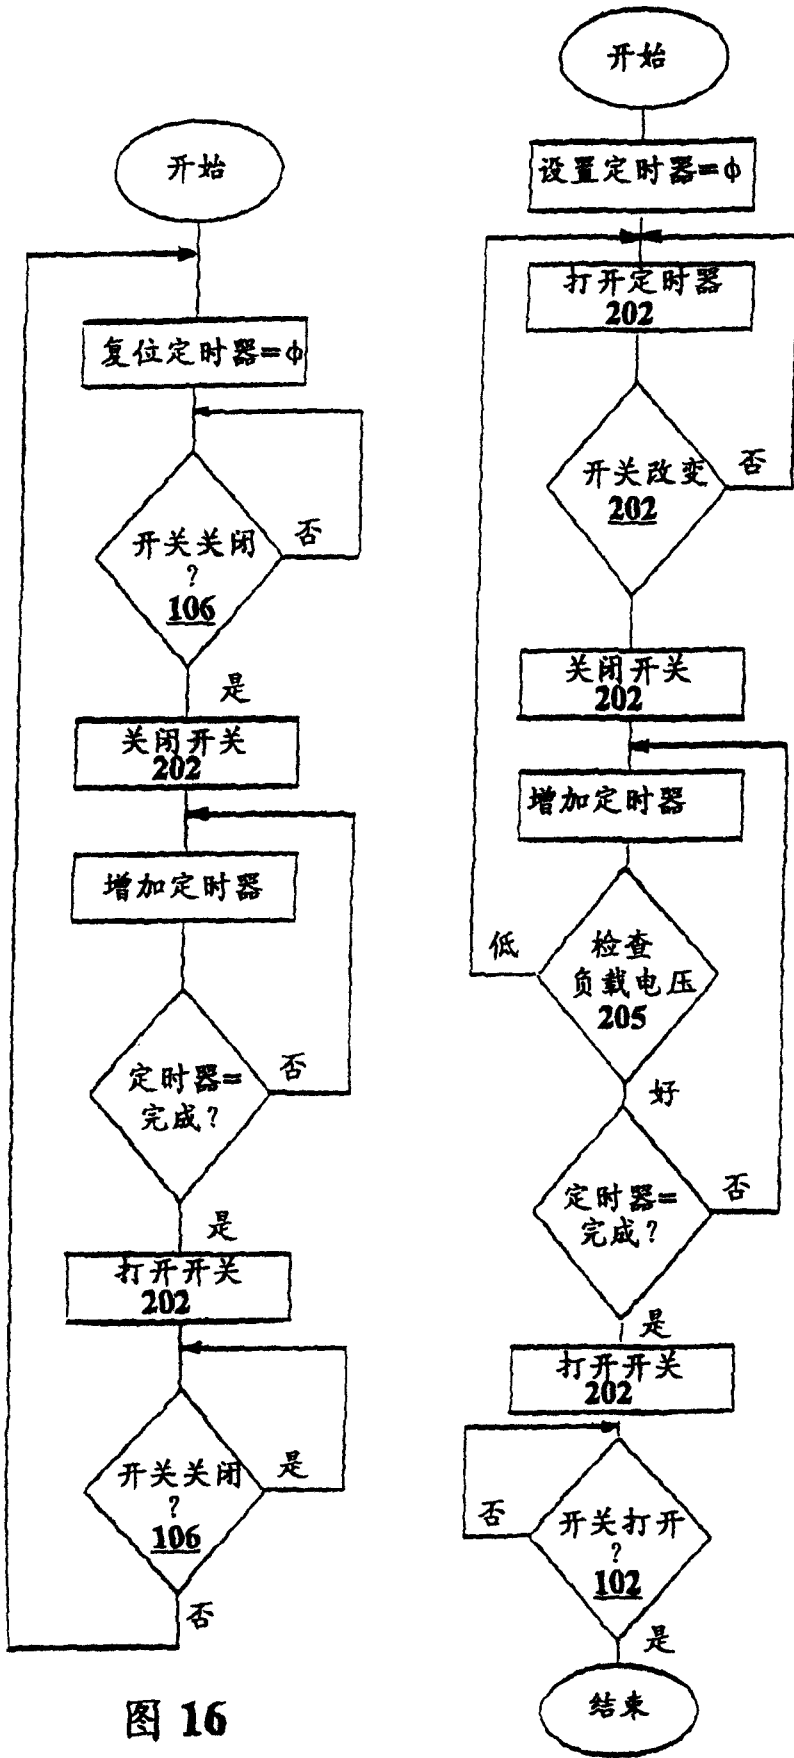 开始
复位定时器=ф
开关关闭
?
106
否
是
关闭开关
202
增加定时器
定时器=
完成?
否
是
打开开关
202
开关关闭
?
106
是
否
图 16
开始
设置定时器=ф
打开定时器
202
开关改变
202
否
关闭开关
202
增加定时器
检查
负载电压
205
低
好
定时器=
完成?
否
是
打开开关
202
开关打开
?
102
否
是
结束